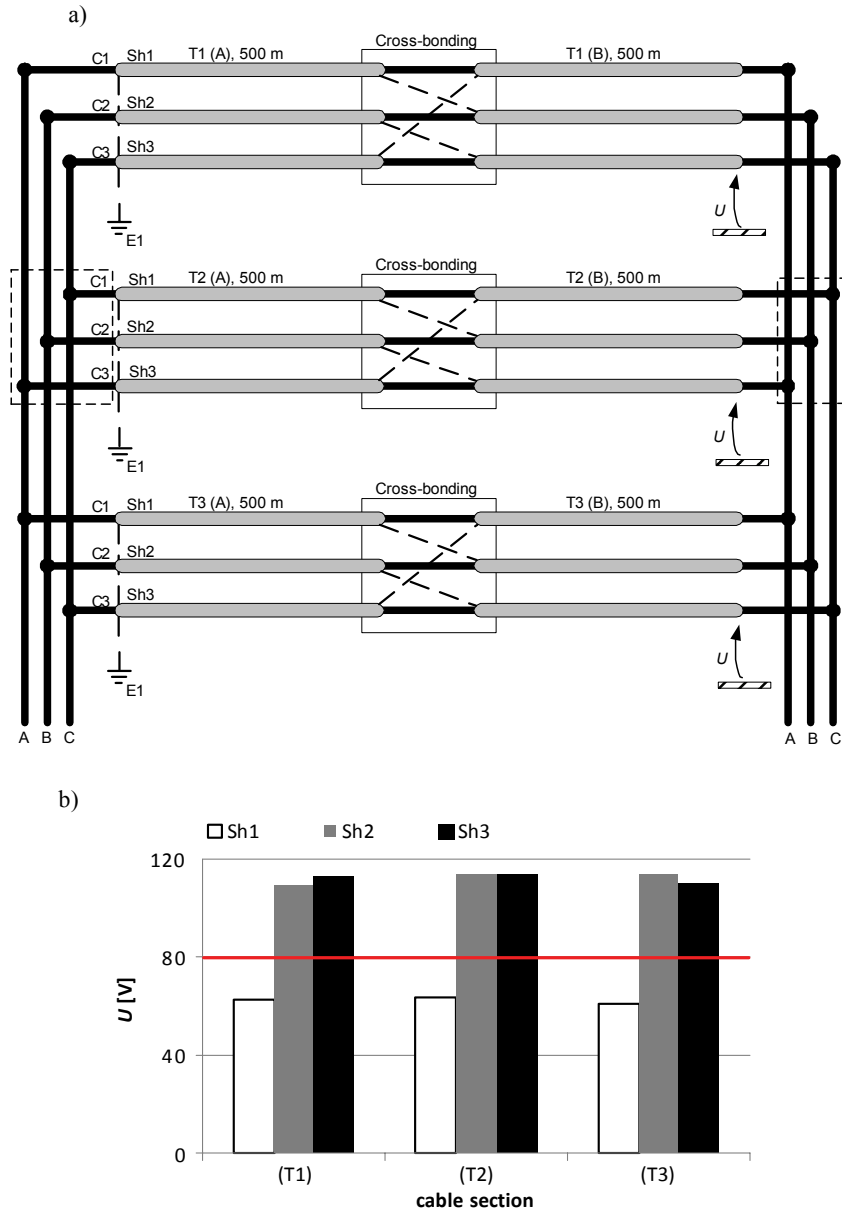 a)
Cross-bonding
C1 Sh1 T1 (A), 500 m T1 (B), 500 m
C2 Sh2
C3 Sh3
U
E1
Cross-bonding
C1 Sh1 T2 (A), 500 m T2 (B), 500 m
C2 Sh2
C3 Sh3
U
E1
Cross-bonding
C1 Sh1 T3 (A), 500 m T3 (B), 500 m
C2 Sh2
C3 Sh3
U
E1
A B C A B C
b)
Sh1 Sh2 Sh3
120
80
40
0
U [V]
(T1) (T2) (T3)
cable section